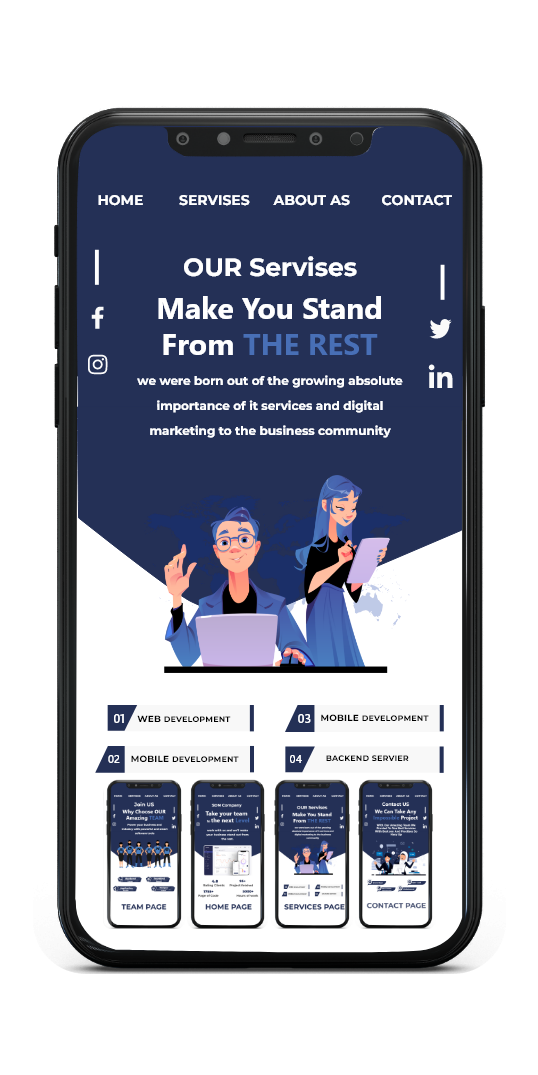 HOME SERVISES ABOUT AS CONTACT
OUR Servises
Make You Stand
From THE REST
we were born out of the growing absolute
importance of it services and digital
marketing to the business community
01 WEB DEVELOPMENT
03 MOBILE DEVELOPMENT
02 MOBILE DEVELOPMENT
04 BACKEND SERVIER
Join US
Why Choose OUR
Amazing TEAM
TEAM PAGE
SON Company
Take your team
to the next Level
HOME PAGE
OUR Servises
Make You Stand
From THE REST
SERVICES PAGE
Contact US
We Can Take Any
Impossible Project
CONTACT PAGE